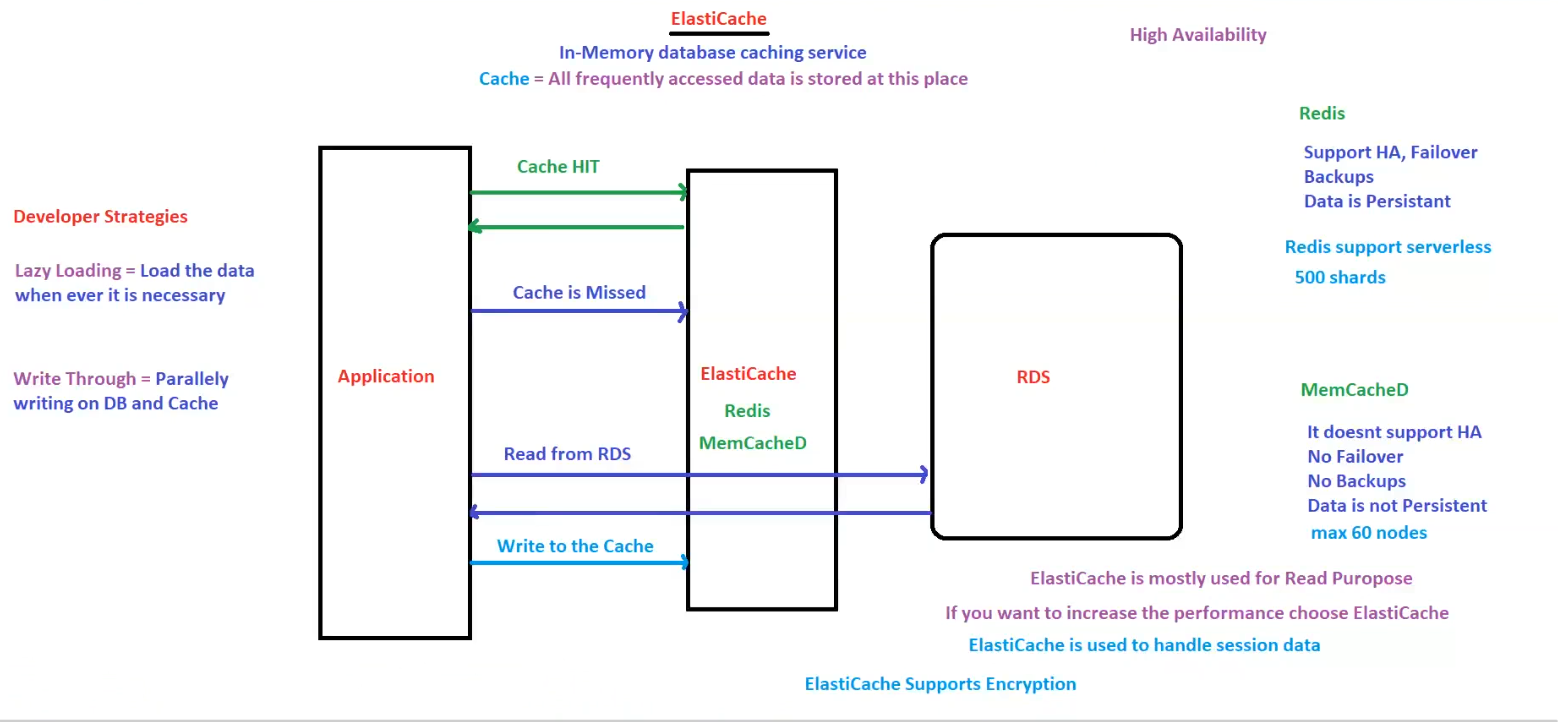 ElastiCache
In-Memory database caching service
Cache = All frequently accessed data is stored at this place
High Availability
Developer Strategies
Lazy Loading = Load the data
when ever it is necessary
Write Through = Parallely
writing on DB and Cache
Application
Cache HIT
Cache is Missed
Read from RDS
Write to the Cache
ElastiCache
Redis
MemCacheD
RDS
Redis
Support HA, Failover
Backups
Data is Persistant
Redis support serverless
500 shards
MemCacheD
It doesnt support HA
No Failover
No Backups
Data is not Persistent
max 60 nodes
ElastiCache is mostly used for Read Puropose
If you want to increase the performance choose ElastiCache
ElastiCache is used to handle session data
ElastiCache Supports Encryption